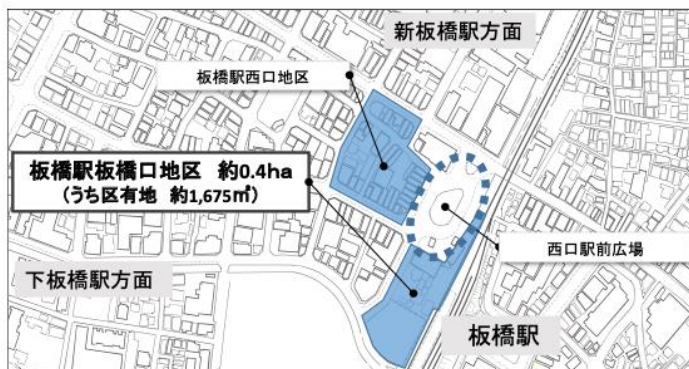 新板橋駅方面
板橋駅西口地区
板橋駅板橋口地区 約0.4ha
(うち区有地 約1,675㎡)
西口駅前広場
下板橋駅方面
板橋駅